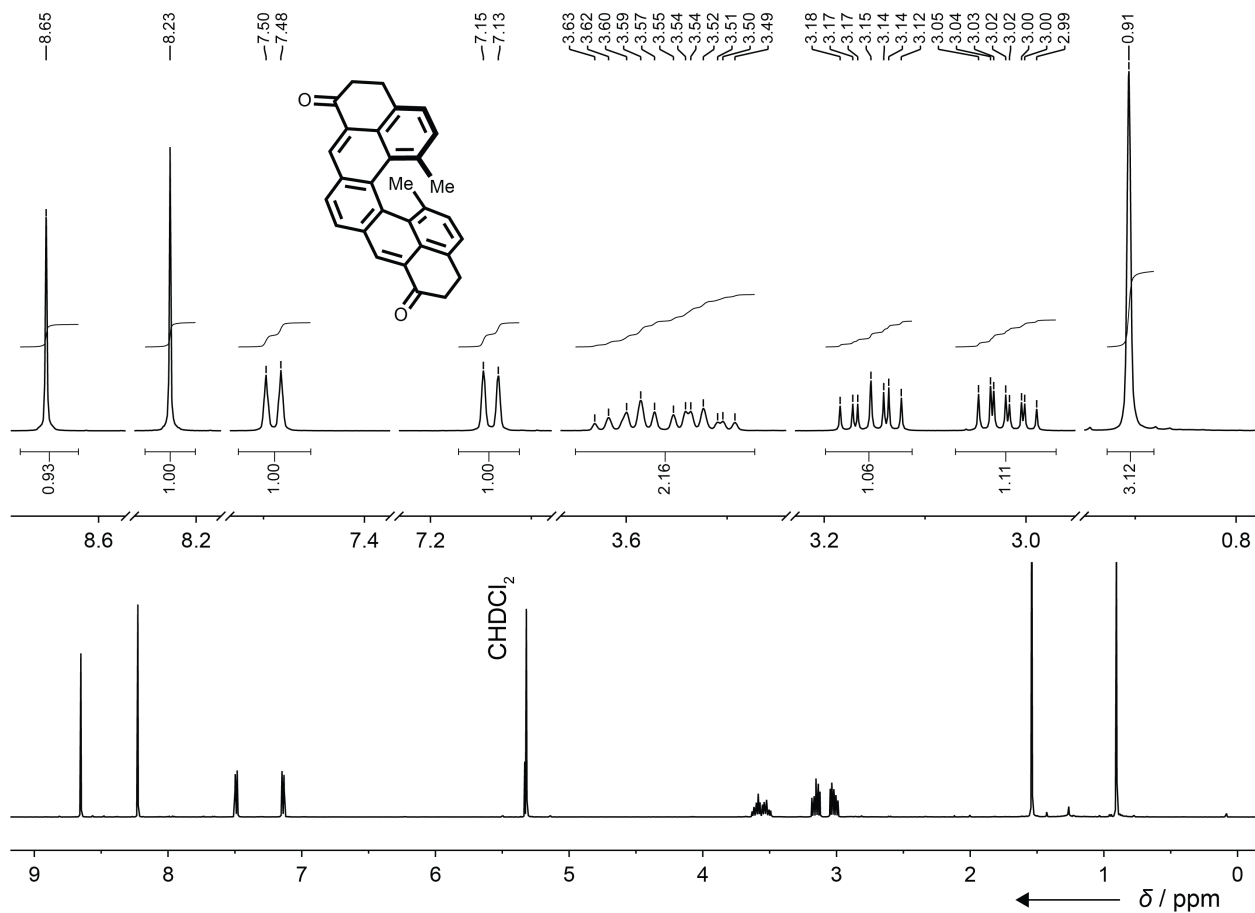 8.65 8.23 7.50 7.48 7.15 7.13 3.63 3.62 3.60 3.59 3.57 3.55 3.54 3.54 3.52 3.51 3.50 3.49 3.18 3.17 3.17 3.15 3.14 3.14 3.12 3.05 3.04 3.03 3.02 3.02 3.00 3.00 2.99 0.91
O
Me Me
O
0.93 1.00 1.00 1.00 2.16 1.06 1.11 3.12
8.6 8.2 7.4 7.2 3.6 3.2 3.0 0.8
CHDCl₂
9 8 7 6 5 4 3 2 1 0
δ / ppm